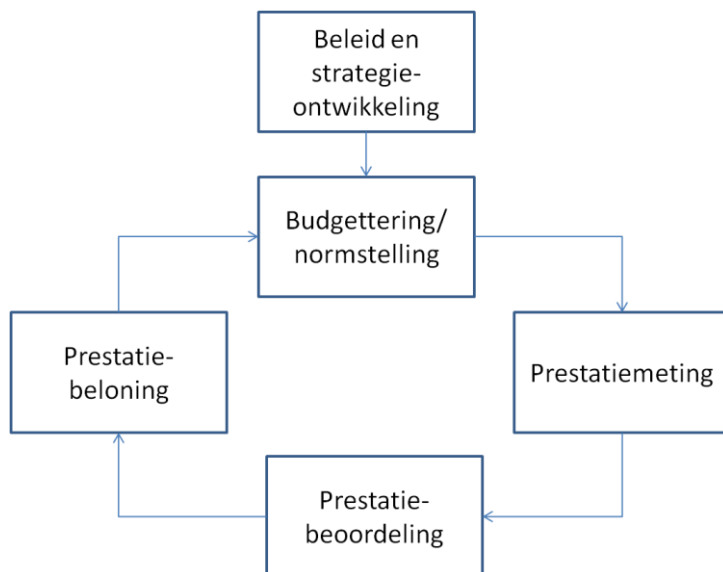 Beleid en
strategie-
ontwikkeling
Budgettering/
normstelling
Prestatie-
beloning
Prestatiemeting
Prestatie-
beoordeling